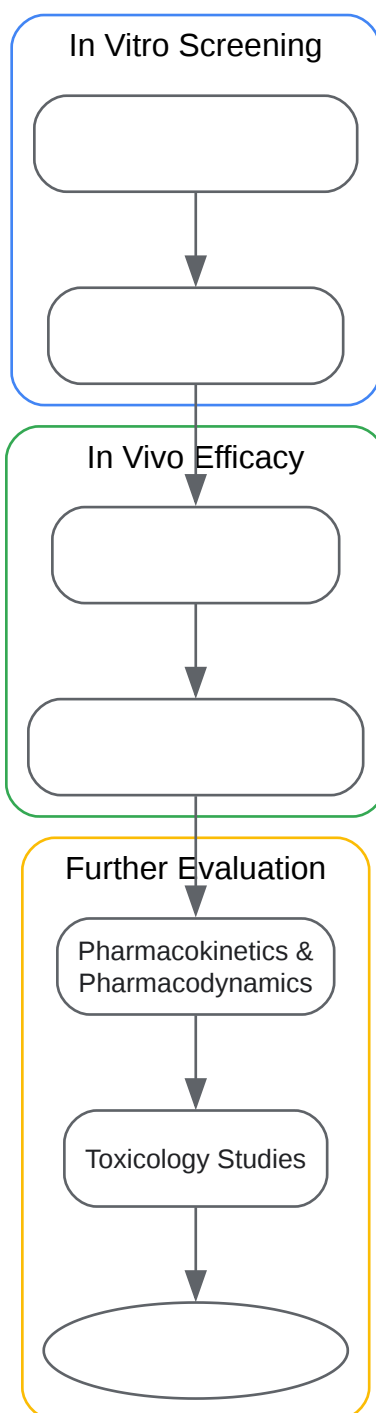 In Vitro Screening
In Vivo Efficacy
Further Evaluation
Pharmacokinetics &
Pharmacodynamics
Toxicology Studies